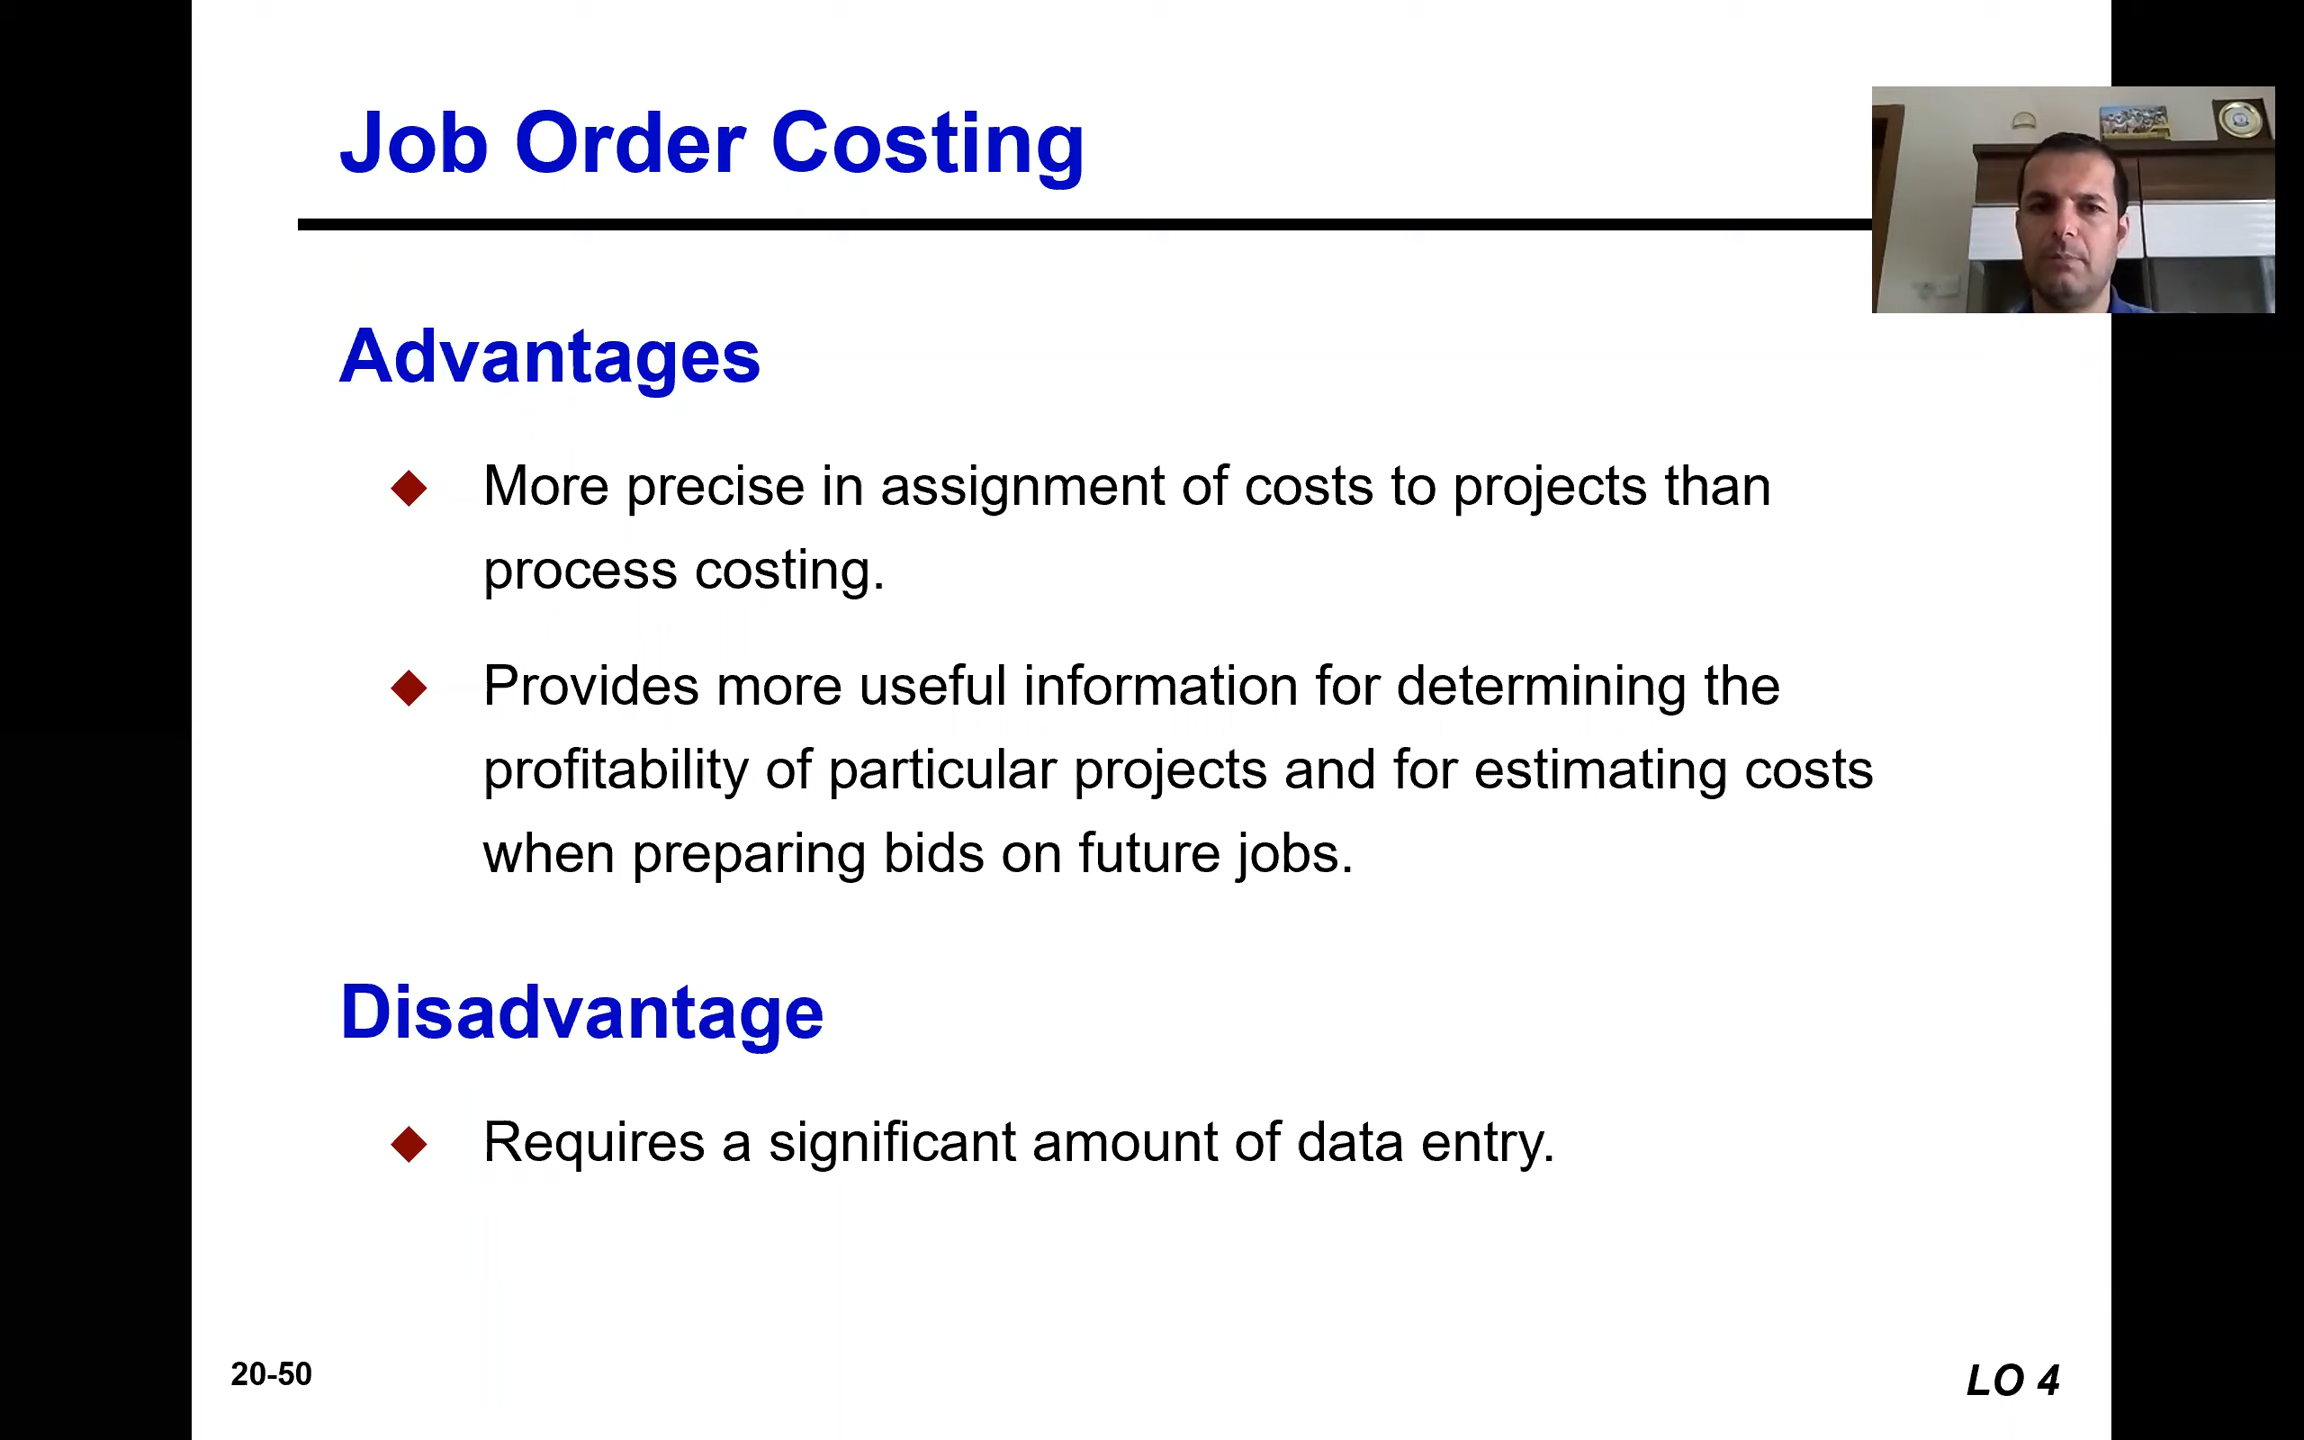 Job Order Costing
Advantages
More precise in assignment of costs to projects than
process costing.
Provides more useful information for determining the
profitability of particular projects and for estimating costs
when preparing bids on future jobs.
Disadvantage
Requires a significant amount of data entry.
20-50
LO 4